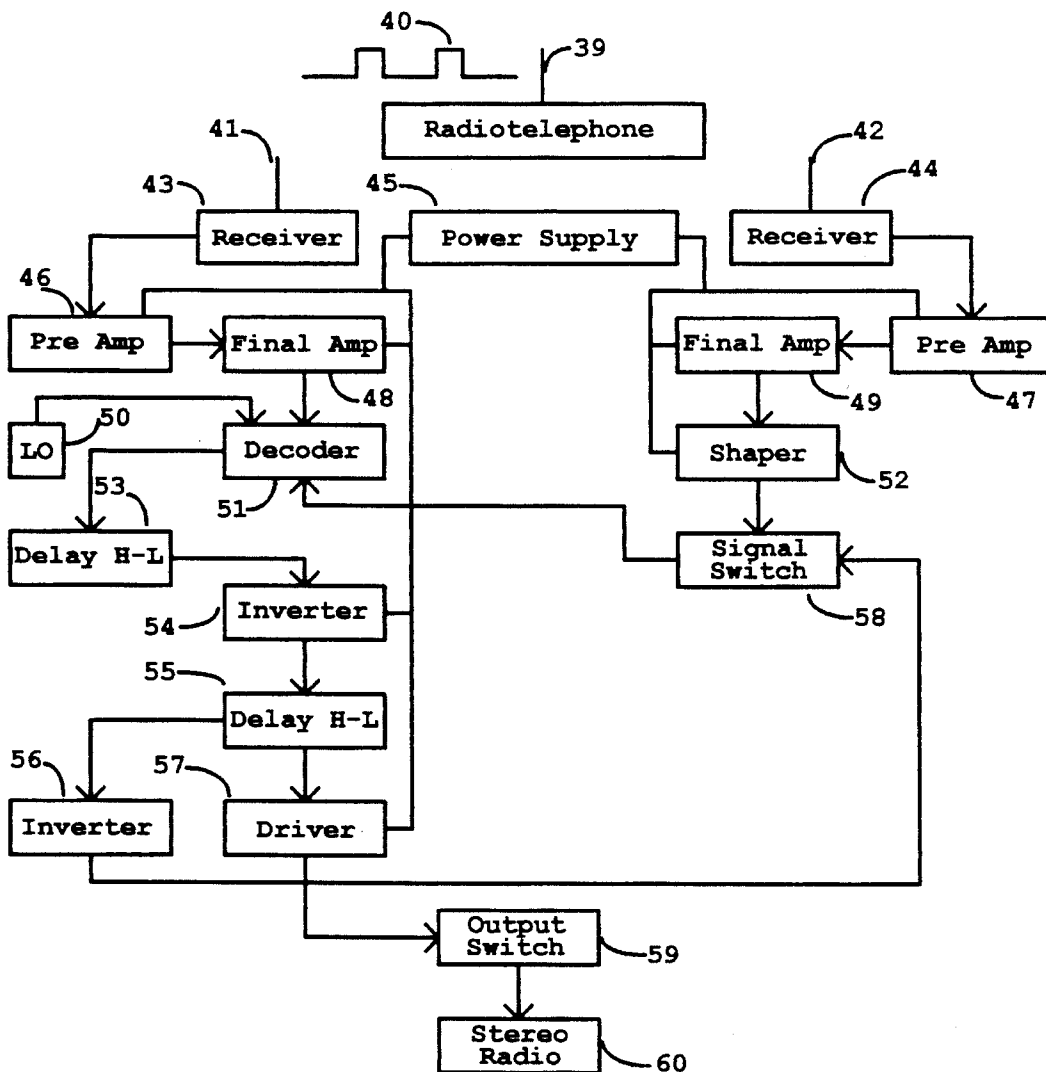 40
39
Radiotelephone
41
42
43
45
44
Receiver
Power Supply
Receiver
46
Pre Amp
Final Amp
Final Amp
Pre Amp
48
49
47
50
LO
Decoder
Shaper
52
53
51
Delay H-L
Signal
Switch
54
Inverter
58
55
Delay H-L
56
57
Inverter
Driver
Output
Switch
59
Stereo
Radio
60